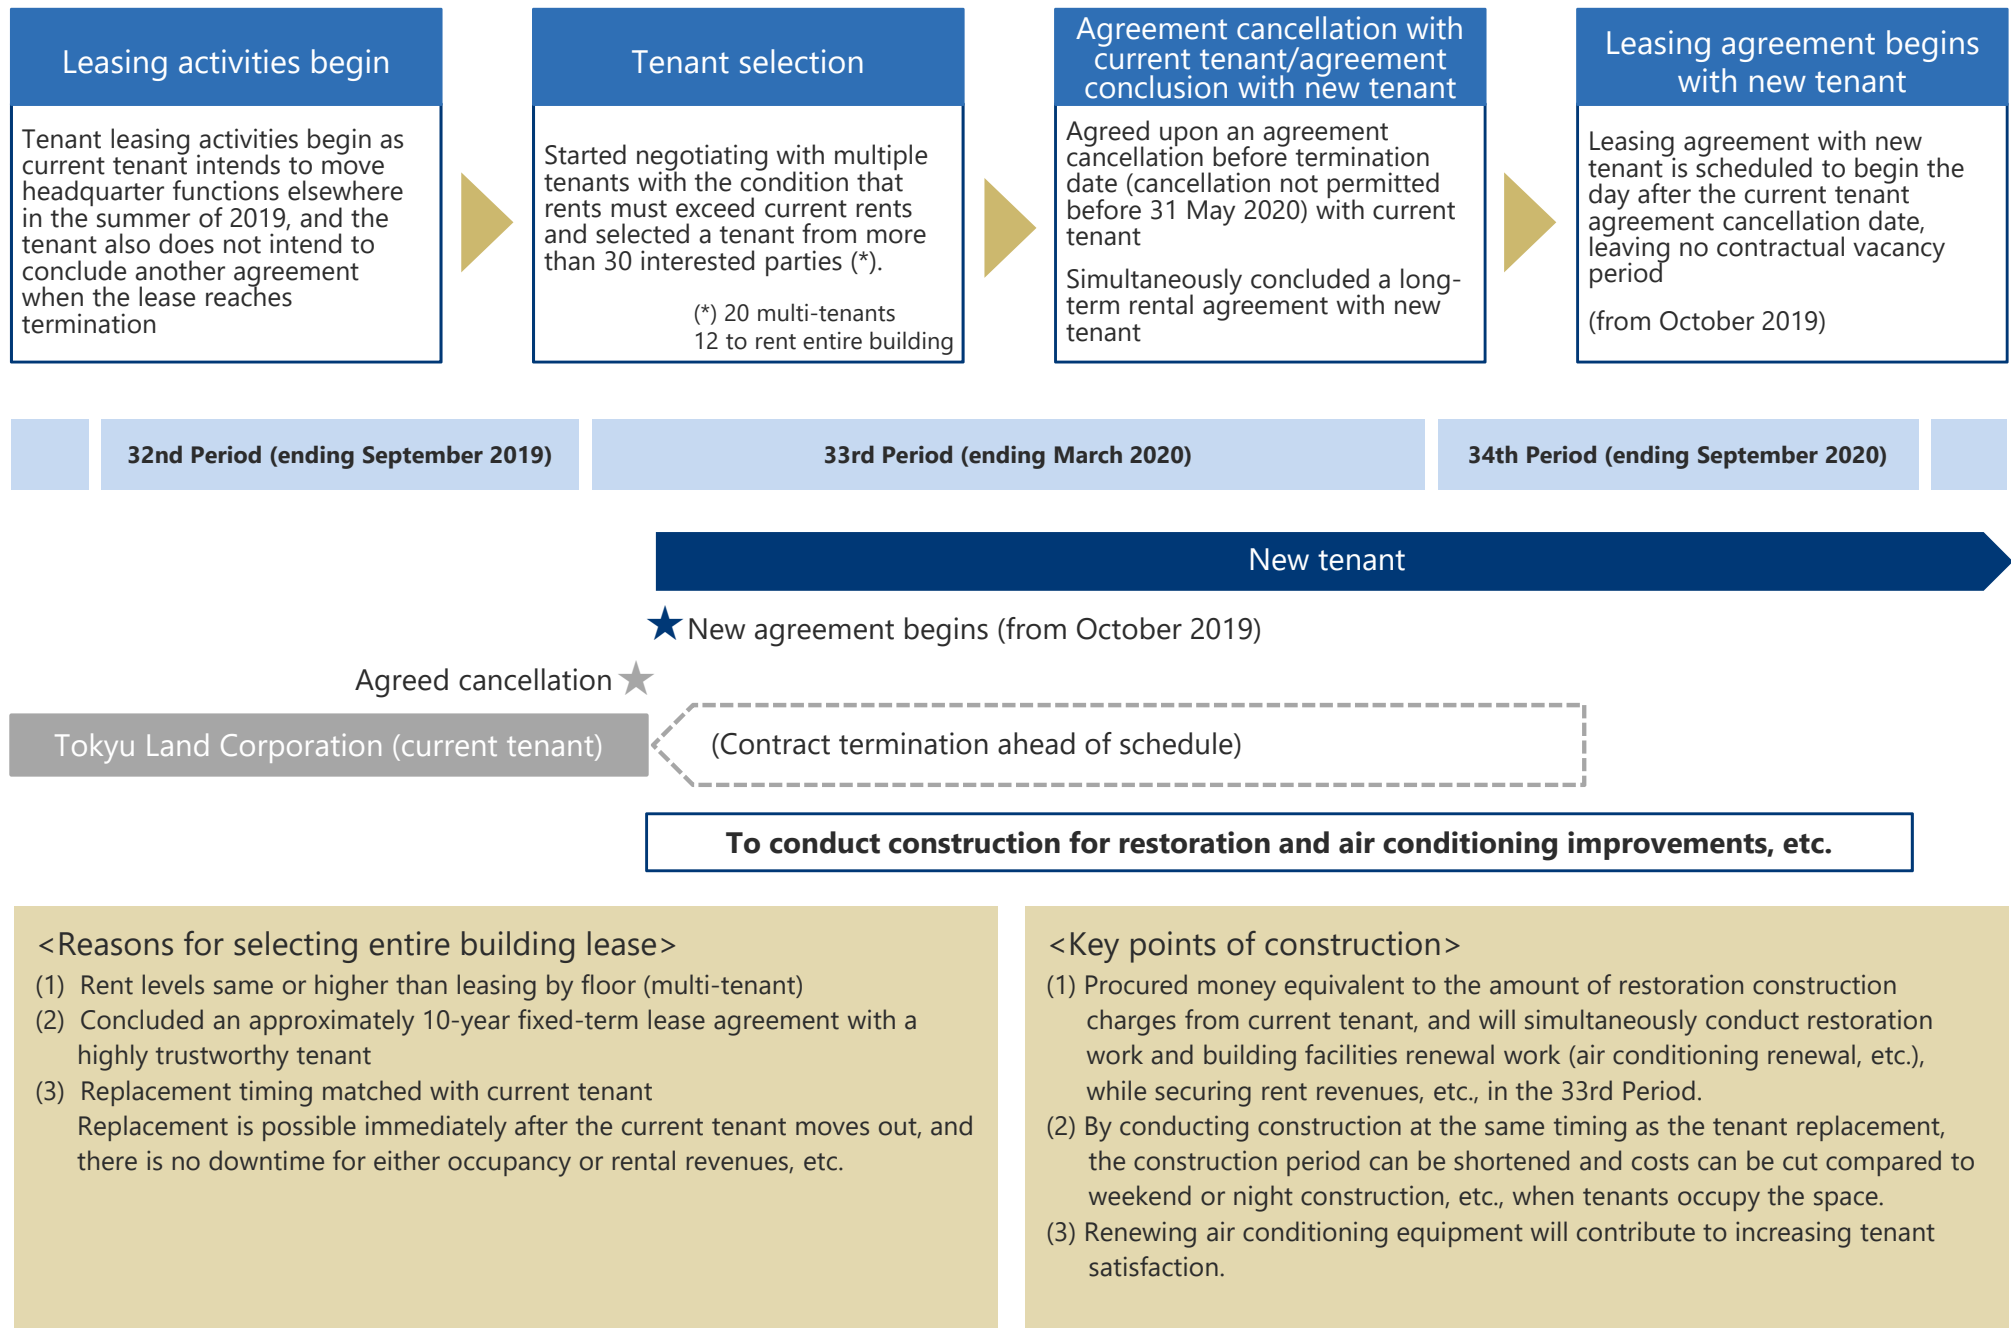 Leasing activities begin
Tenant leasing activities begin as
current tenant intends to move
headquarter functions elsewhere
in the summer of 2019, and the
tenant also does not intend to
conclude another agreement
when the lease reaches
termination
Tenant selection
Started negotiating with multiple
tenants with the condition that
rents must exceed current rents
and selected a tenant from more
than 30 interested parties (*).
(*) 20 multi-tenants
12 to rent entire building
Agreement cancellation with
current tenant/agreement
conclusion with new tenant
Agreed upon an agreement
cancellation before termination
date (cancellation not permitted
before 31 May 2020) with current
tenant
Simultaneously concluded a long-
term rental agreement with new
tenant
Leasing agreement begins
with new tenant
Leasing agreement with new
tenant is scheduled to begin the
day after the current tenant
agreement cancellation date,
leaving no contractual vacancy
period
(from October 2019)
32nd Period (ending September 2019)
33rd Period (ending March 2020)
34th Period (ending September 2020)
New tenant
★New agreement begins (from October 2019)
Agreed cancellation ★
Tokyu Land Corporation (current tenant)
(Contract termination ahead of schedule)
To conduct construction for restoration and air conditioning improvements, etc.
<Reasons for selecting entire building lease>
(1) Rent levels same or higher than leasing by floor (multi-tenant)
(2) Concluded an approximately 10-year fixed-term lease agreement with a
highly trustworthy tenant
(3) Replacement timing matched with current tenant
Replacement is possible immediately after the current tenant moves out, and
there is no downtime for either occupancy or rental revenues, etc.
<Key points of construction>
(1) Procured money equivalent to the amount of restoration construction
charges from current tenant, and will simultaneously conduct restoration
work and building facilities renewal work (air conditioning renewal, etc.),
while securing rent revenues, etc., in the 33rd Period.
(2) By conducting construction at the same timing as the tenant replacement,
the construction period can be shortened and costs can be cut compared to
weekend or night construction, etc., when tenants occupy the space.
(3) Renewing air conditioning equipment will contribute to increasing tenant
satisfaction.